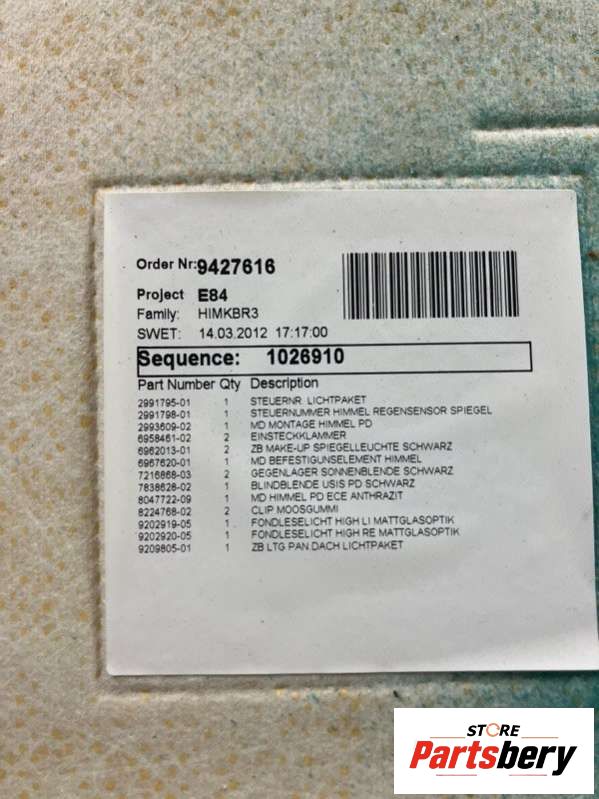 Order Nr: 9427616
Project E84
Family: HIMKBR3
SWET: 14.03.2012 17:17:00
Sequence: 1026910
Part Number Qty Description
2991795-01 1 STEUERNR. LICHTPAKET
2991798-01 1 STEUERNUMMER HIMMEL REGENSENSOR SPIEGEL
2993609-02 1 MD MONTAGE HIMMEL PD
6958461-02 2 EINSTECKKLAMMER
6962013-01 2 ZB MAKE-UP SPIEGELLEUCHTE SCHWARZ
6967620-01 1 MD BEFESTIGUNSELEMENT HIMMEL
7216868-03 2 GEGENLAGER SONNENBLENDE SCHWARZ
7838628-02 1 BLINDBLENDE USIS PD SCHWARZ
8047722-09 1 MD HIMMEL PD ECE ANTHRAZIT
8224768-02 2 CLIP MOOSGUMMI
9202919-05 1 FONDLESELICHT HIGH LI MATTGLASOPTIK
9202920-05 1 FONDLESELICHT HIGH RE MATTGLASOPTIK
9209805-01 1 ZB LTG PAN DACH LICHTPAKET
STORE
Partsbery